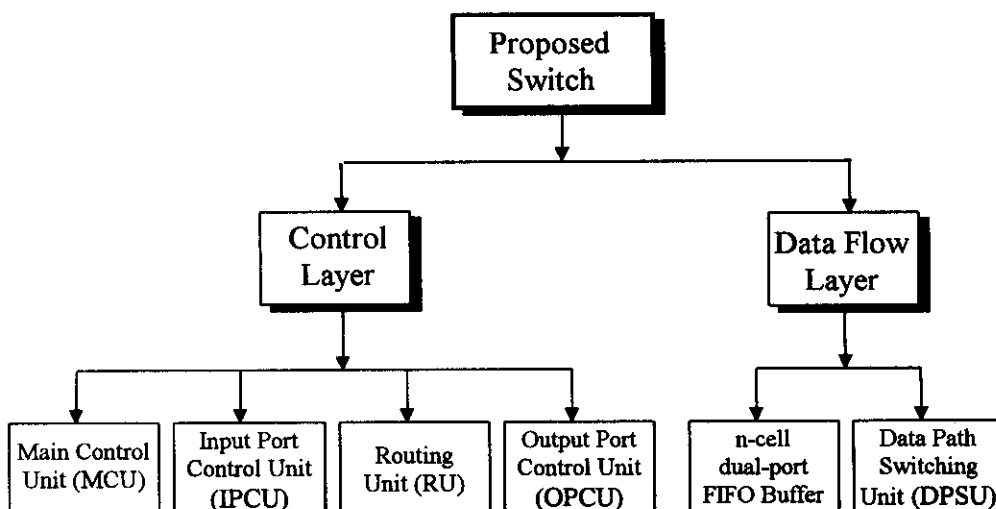 Proposed
Switch
Control
Layer
Data Flow
Layer
Main Control
Unit (MCU)
Input Port
Control Unit
(IPCU)
Routing
Unit (RU)
Output Port
Control Unit
(OPCU)
n-cell
dual-port
FIFO Buffer
Data Path
Switching
Unit (DPSU)